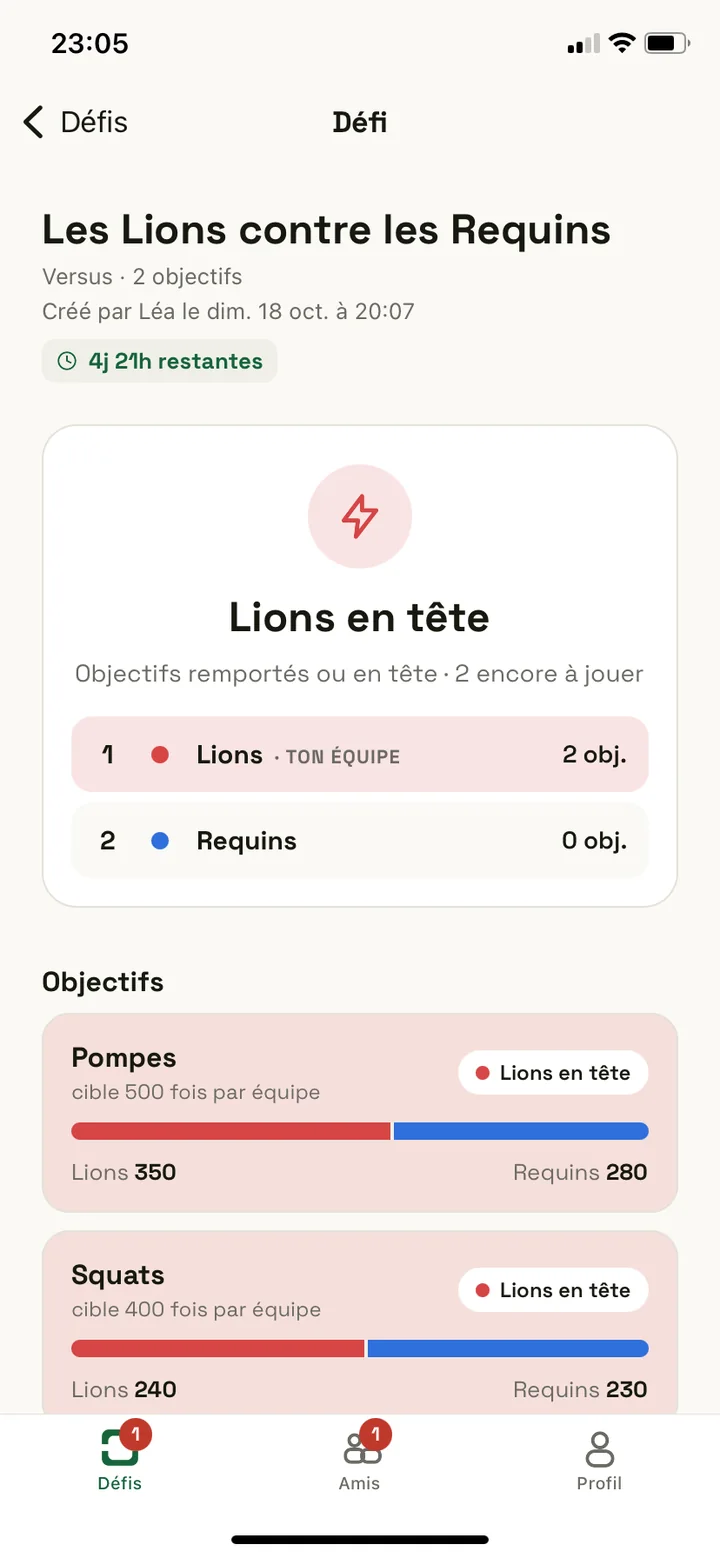 23:05
Défis
Défi
Les Lions contre les Requins
Versus · 2 objectifs
Créé par Léa le dim. 18 oct. à 20:07
4j 21h restantes
Lions en tête
Objectifs remportés ou en tête · 2 encore à jouer
1 Lions · TON ÉQUIPE 2 obj.
2 Requins 0 obj.
Objectifs
Pompes
Lions en tête
cible 500 fois par équipe
Lions 350 Requins 280
Squats
Lions en tête
cible 400 fois par équipe
Lions 240 Requins 230
1 1
Défis Amis Profil